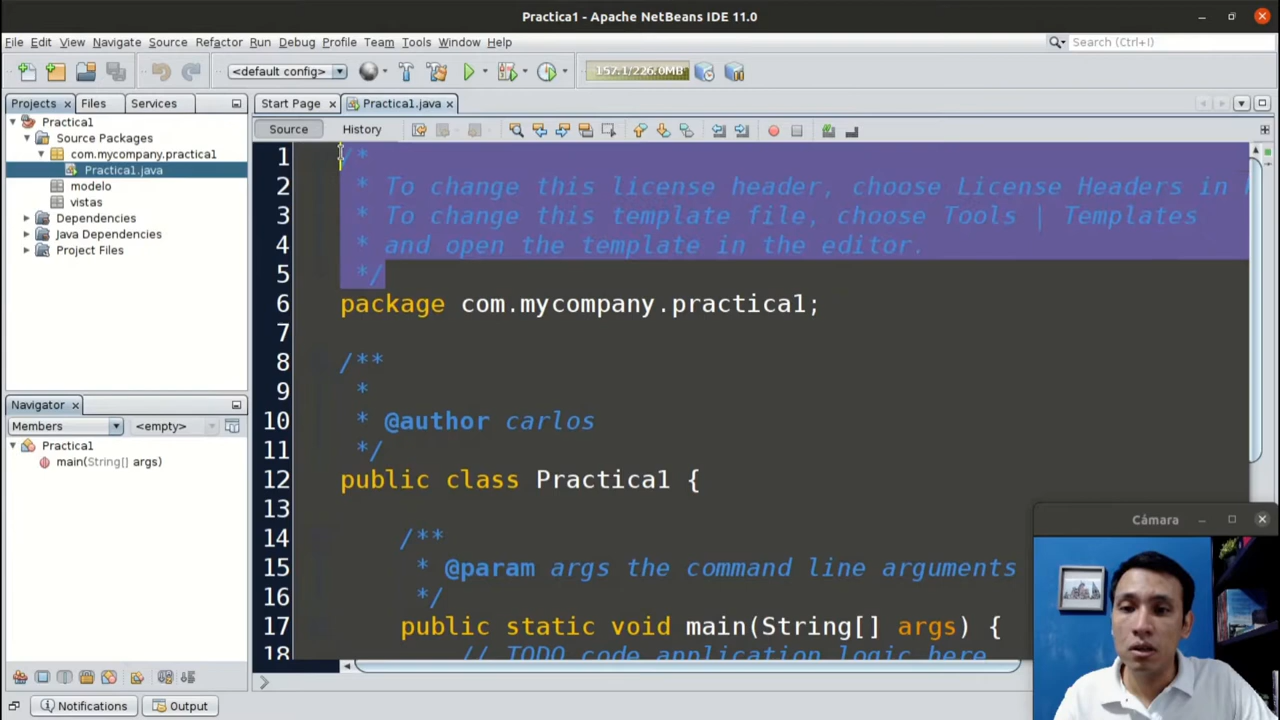 Practica1 - Apache NetBeans IDE 11.0
File Edit View Navigate Source Refactor Run Debug Profile Team Tools Window Help
Search (Ctrl+I)
<default config>
157.1/226.0MB
Projects Files Services
Start Page Practica1.java
Source History
Practica1
Source Packages
com.mycompany.practica1
Practica1.java
modelo
vistas
Dependencies
Java Dependencies
Project Files
Navigator
Members <empty>
Practica1
main(String[] args)
1 /*
2 * To change this license header, choose License Headers in
3 * To change this template file, choose Tools | Templates
4 * and open the template in the editor.
5 */
6 package com.mycompany.practica1;
7
8 /**
9 *
10 * @author carlos
11 */
12 public class Practica1 {
13
14 /**
15 * @param args the command line arguments
16 */
17 public static void main(String[] args) {
18 // TODO code application logic here
Cámara
Notifications Output